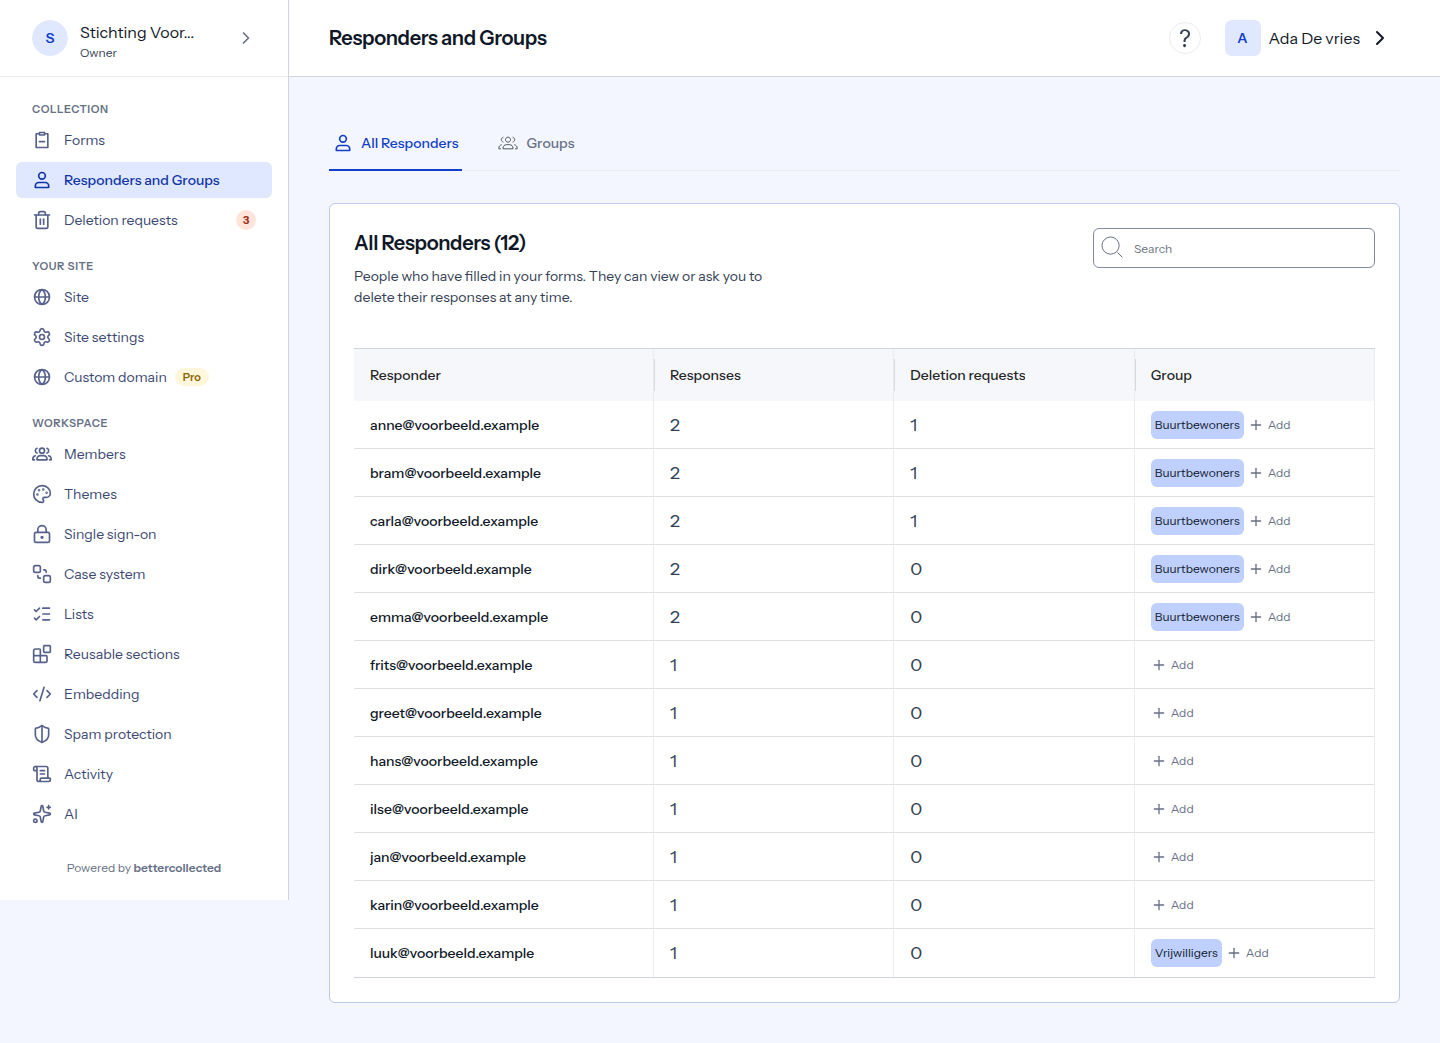 S
Stichting Voor...
Owner
COLLECTION
Forms
Responders and Groups
Deletion requests 3
YOUR SITE
Site
Site settings
Custom domain Pro
WORKSPACE
Members
Themes
Single sign-on
Case system
Lists
Reusable sections
Embedding
Spam protection
Activity
AI
Powered by bettercollected
Responders and Groups
? A Ada De vries
All Responders Groups
All Responders (12)
Search
People who have filled in your forms. They can view or ask you to
delete their responses at any time.
Responder Responses Deletion requests Group
anne@voorbeeld.example 2 1 Buurtbewoners + Add
bram@voorbeeld.example 2 1 Buurtbewoners + Add
carla@voorbeeld.example 2 1 Buurtbewoners + Add
dirk@voorbeeld.example 2 0 Buurtbewoners + Add
emma@voorbeeld.example 2 0 Buurtbewoners + Add
frits@voorbeeld.example 1 0 + Add
greet@voorbeeld.example 1 0 + Add
hans@voorbeeld.example 1 0 + Add
ilse@voorbeeld.example 1 0 + Add
jan@voorbeeld.example 1 0 + Add
karin@voorbeeld.example 1 0 + Add
luuk@voorbeeld.example 1 0 Vrijwilligers + Add